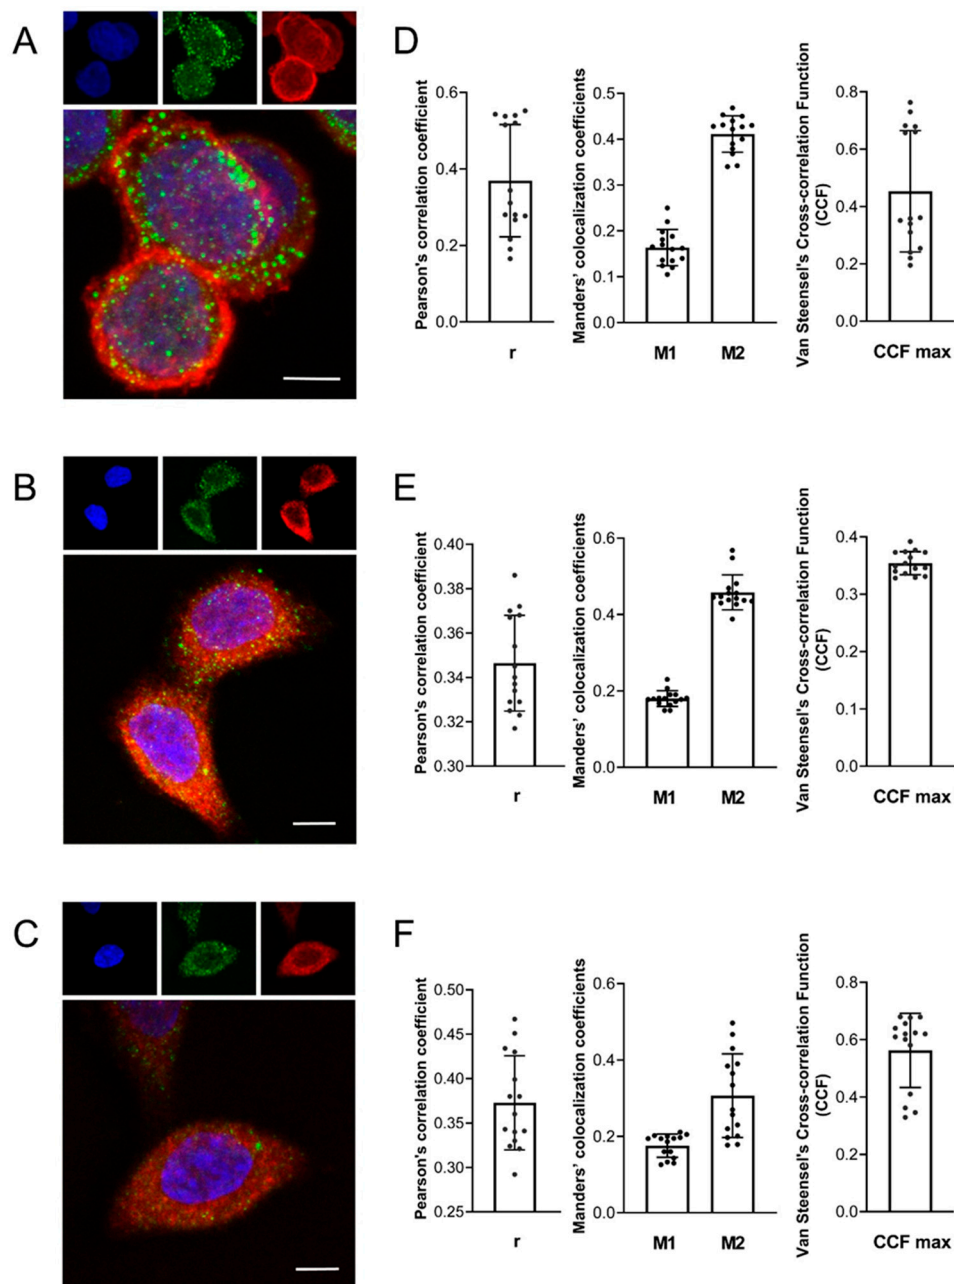 A
D
Pearson's correlation coefficient
0.6
0.4
0.2
0.0
r
Manders' colocalization coefficients
0.5
0.4
0.3
0.2
0.1
0.0
M1 M2
Van Steensel's Cross-correlation Function
(CCF)
0.8
0.6
0.4
0.2
0.0
CCF max
B
E
Pearson's correlation coefficient
0.40
0.38
0.36
0.34
0.32
0.30
r
Manders' colocalization coefficients
0.6
0.4
0.2
0.0
M1 M2
Van Steensel's Cross-correlation Function
(CCF)
0.4
0.3
0.2
0.1
0.0
CCF max
C
F
Pearson's correlation coefficient
0.50
0.45
0.40
0.35
0.30
0.25
r
Manders' colocalization coefficients
0.6
0.4
0.2
0.0
M1 M2
Van Steensel's Cross-correlation Function
(CCF)
0.8
0.6
0.4
0.2
0.0
CCF max